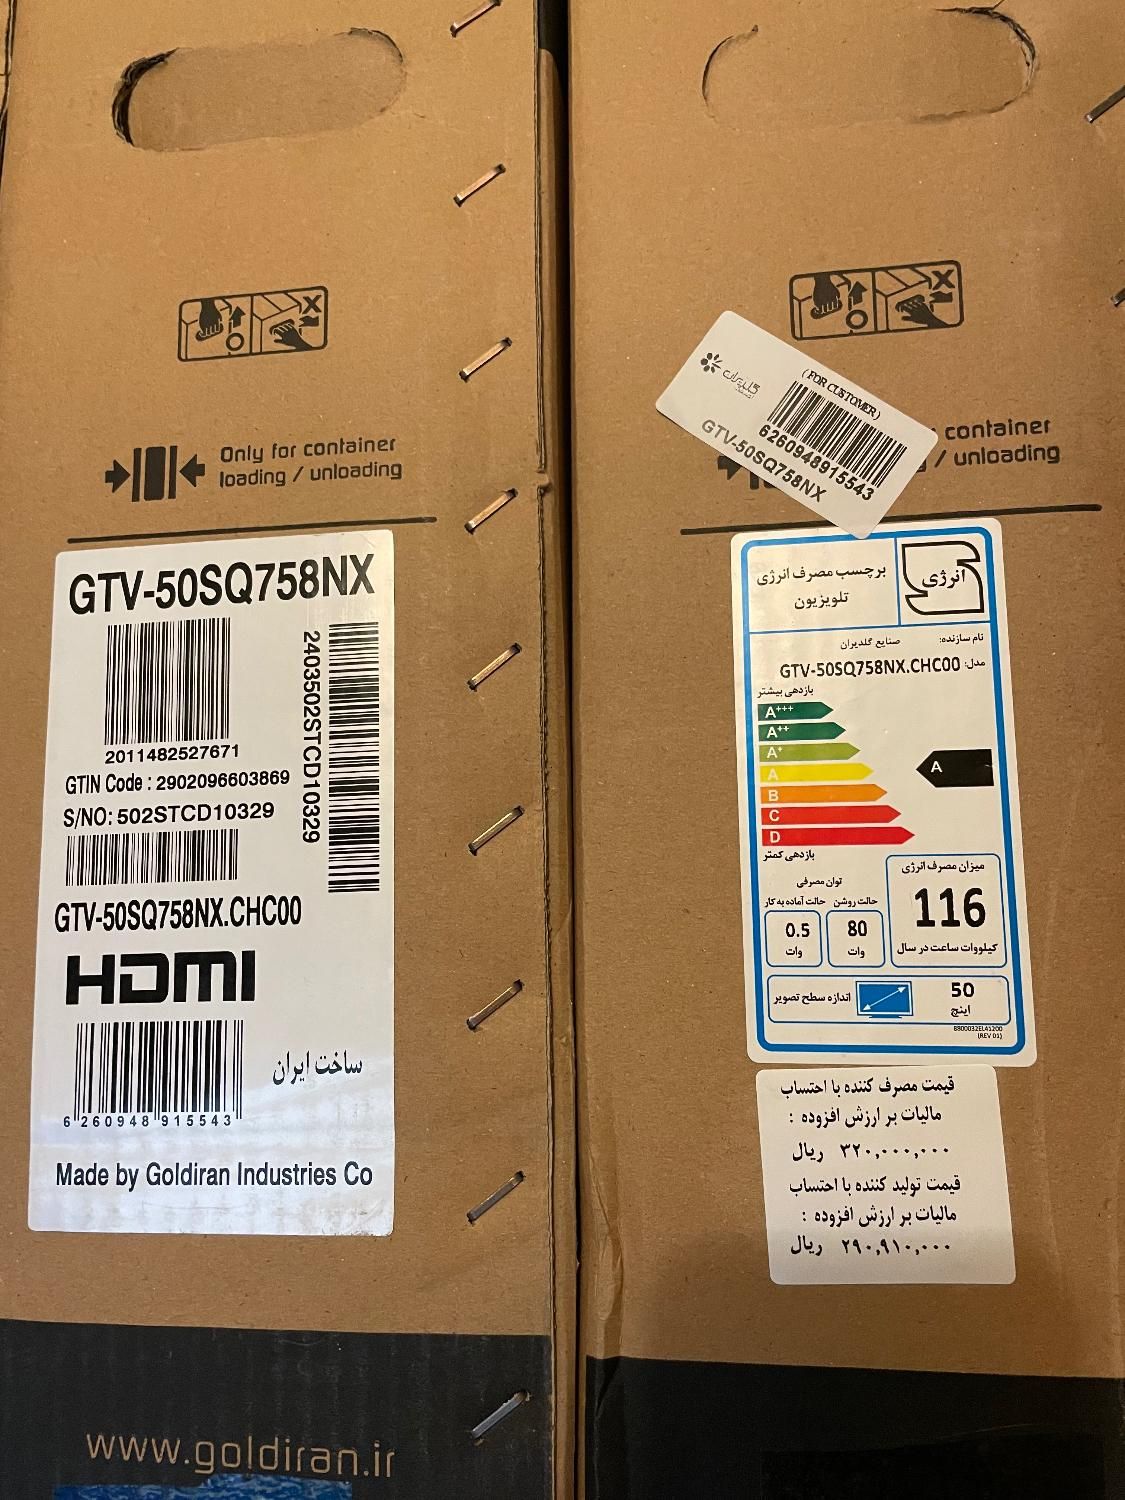 Only for container
loading / unloading
GTV-50SQ758NX
2403502STCD10329
2011482527671
GTIN Code : 2902096603869
S/NO: 502STCD10329
GTV-50SQ758NX.CHC00
HDMI
ساخت ایران
6 260948 915543
Made by Goldiran Industries Co
www.goldiran.ir
گلدیران
(FOR CUSTOMER)
6260948915543
GTV-50SQ758NX
container
/ unloading
برچسب مصرف انرژی
تلویزیون
انرژی
نام سازنده: صنایع گلدیران
مدل: GTV-50SQ758NX.CHC00
بازدهی بیشتر
A+++
A++
A+
A
B
C
D
A
بازدهی کمتر
توان مصرفی
حالت روشن
80
وات
حالت آماده به کار
0.5
وات
میزان مصرف انرژی
116
کیلووات ساعت در سال
اندازه سطح تصویر
50
اینچ
8800032EL41200
(REV 01)
قیمت مصرف کننده با احتساب
مالیات بر ارزش افزوده :
۳۲۰,۰۰۰,۰۰۰ ریال
قیمت تولید کننده با احتساب
مالیات بر ارزش افزوده :
۲۹۰,۹۱۰,۰۰۰ ریال